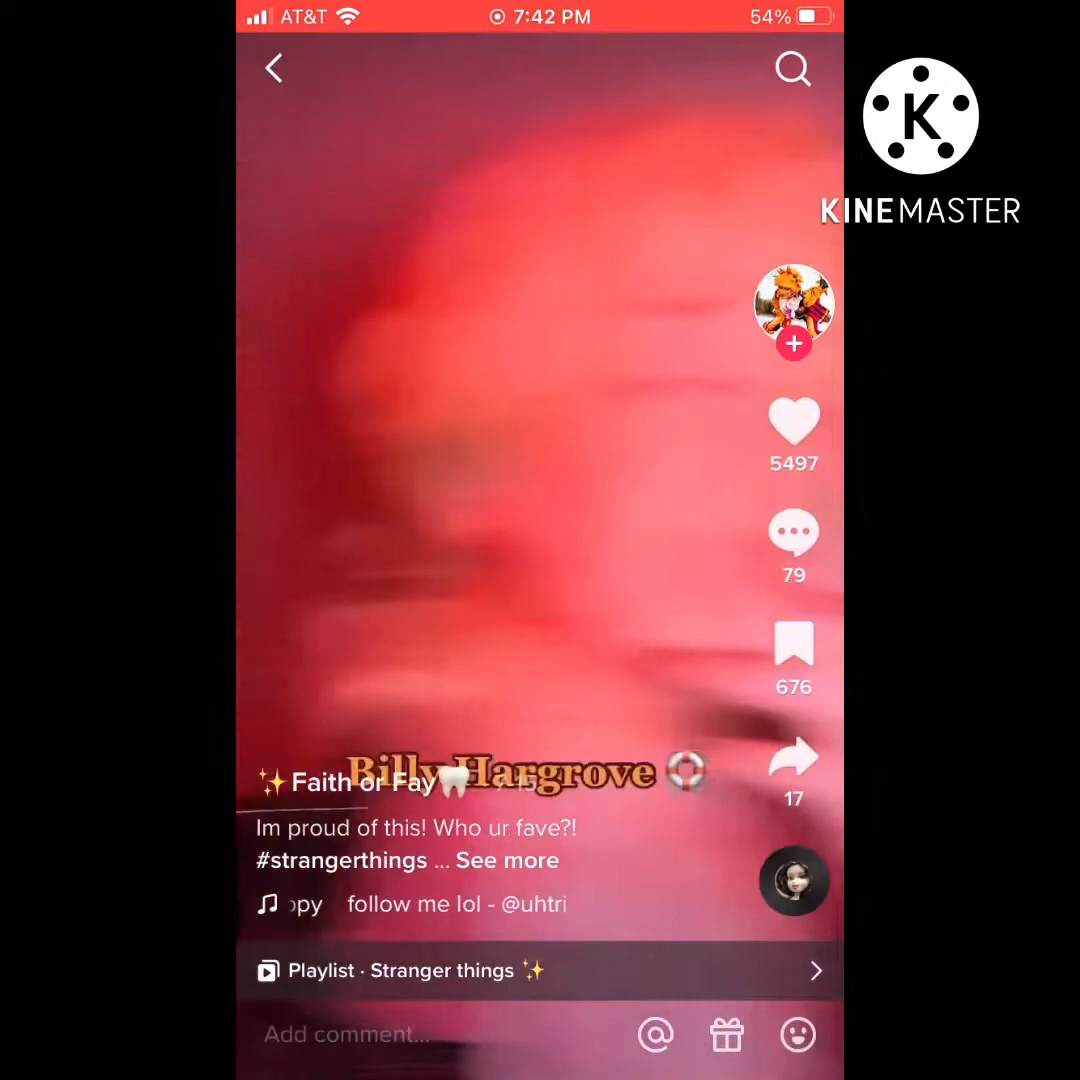 AT&T 7:42 PM 54%
K
KINEMASTER
5497
79
676
17
Billy Hargrove
✨Faith or Fay🦷
Im proud of this! Who ur fave?!
#strangerthings ... See more
opy follow me lol - @uhtri
Playlist · Stranger things ✨
Add comment...